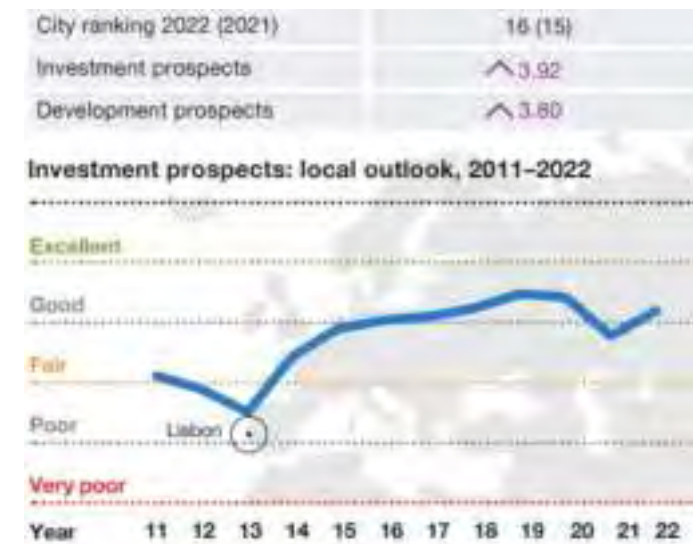 City ranking 2022 (2021) 16 (15)
Investment prospects 3.92
Development prospects 3.80
Investment prospects: local outlook, 2011–2022
Excellent
Good
Fair
Poor
Lisbon
Very poor
Year 11 12 13 14 15 16 17 18 19 20 21 22